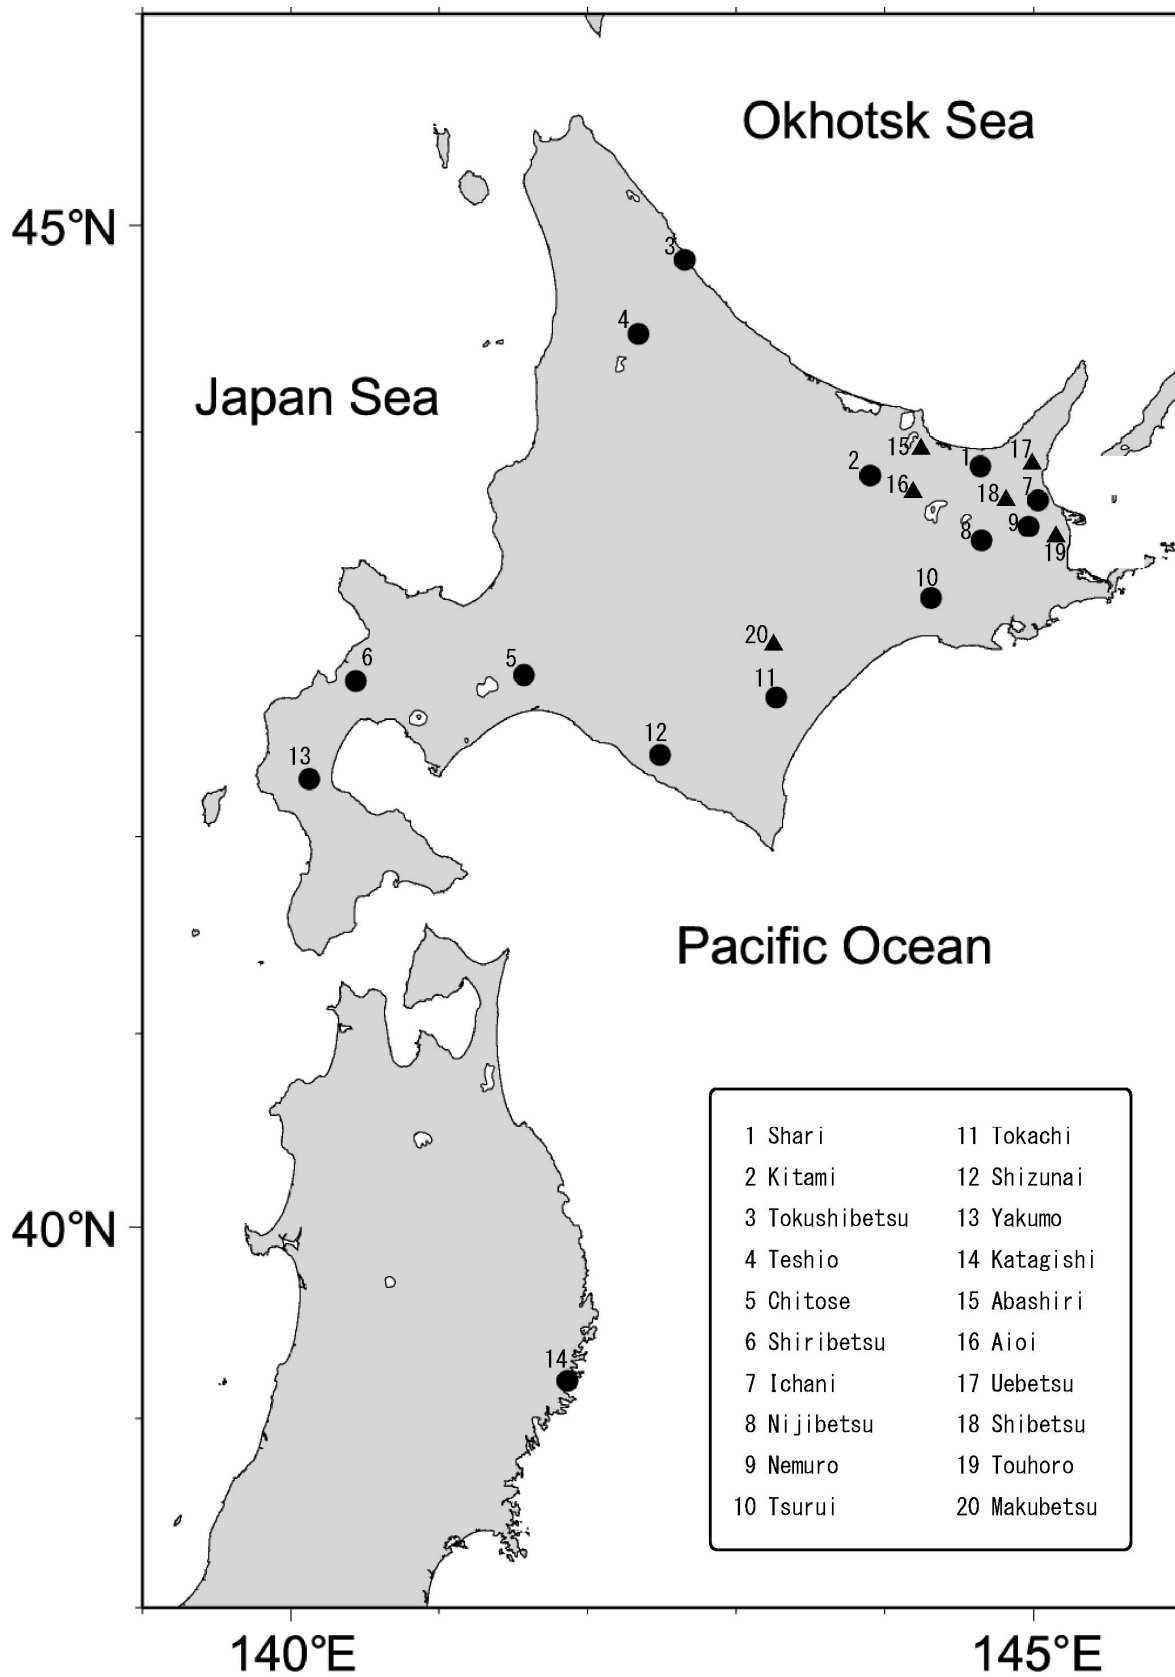 Okhotsk Sea
45°N
3
4
Japan Sea
15
17
2
1
16
18
7
9
8
19
10
20
6
5
11
12
13
Pacific Ocean
1 Shari
2 Kitami
3 Tokushibetsu
4 Teshio
5 Chitose
6 Shiribetsu
7 Ichani
8 Nijibetsu
9 Nemuro
10 Tsurui
11 Tokachi
12 Shizunai
13 Yakumo
14 Katagishi
15 Abashiri
16 Aioi
17 Uebetsu
18 Shibetsu
19 Touhoro
20 Makubetsu
40°N
14
140°E
145°E